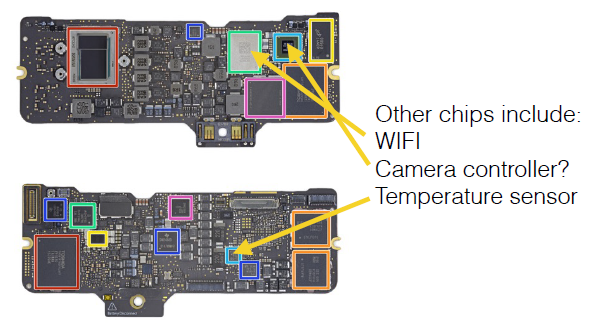 Other chips include:
WIFI
Camera controller?
Temperature sensor